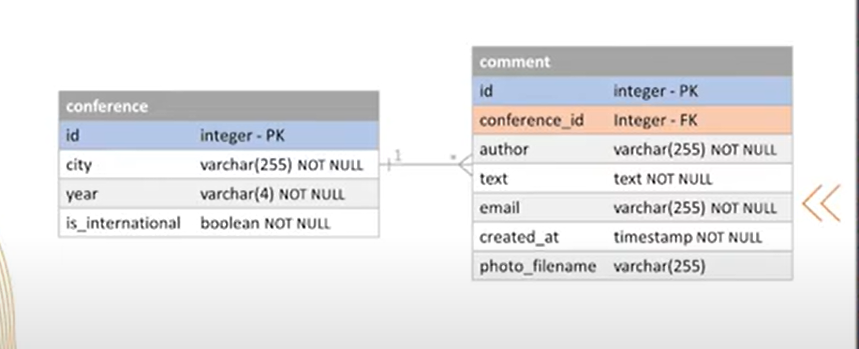 conference
id integer - PK
city varchar(255) NOT NULL
year varchar(4) NOT NULL
is_international boolean NOT NULL
1
*
comment
id integer - PK
conference_id Integer - FK
author varchar(255) NOT NULL
text text NOT NULL
email varchar(255) NOT NULL
created_at timestamp NOT NULL
photo_filename varchar(255)